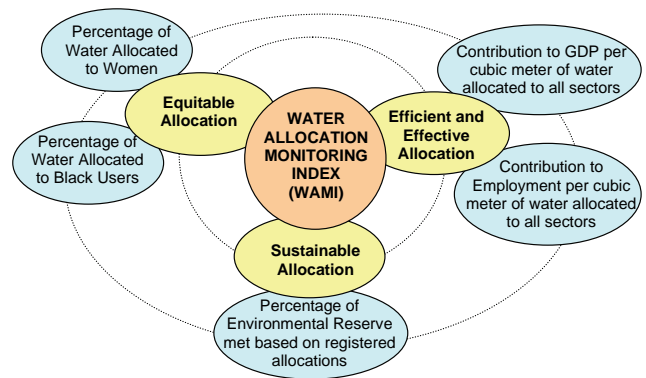 Percentage of
Water Allocated
to Women
Contribution to GDP per
cubic meter of water
allocated to all sectors
Equitable
Allocation
WATER
ALLOCATION
MONITORING
INDEX
(WAMI)
Efficient and
Effective
Allocation
Percentage of
Water Allocated
to Black Users
Contribution to
Employment per cubic
meter of water allocated
to all sectors
Sustainable
Allocation
Percentage of
Environmental Reserve
met based on registered
allocations